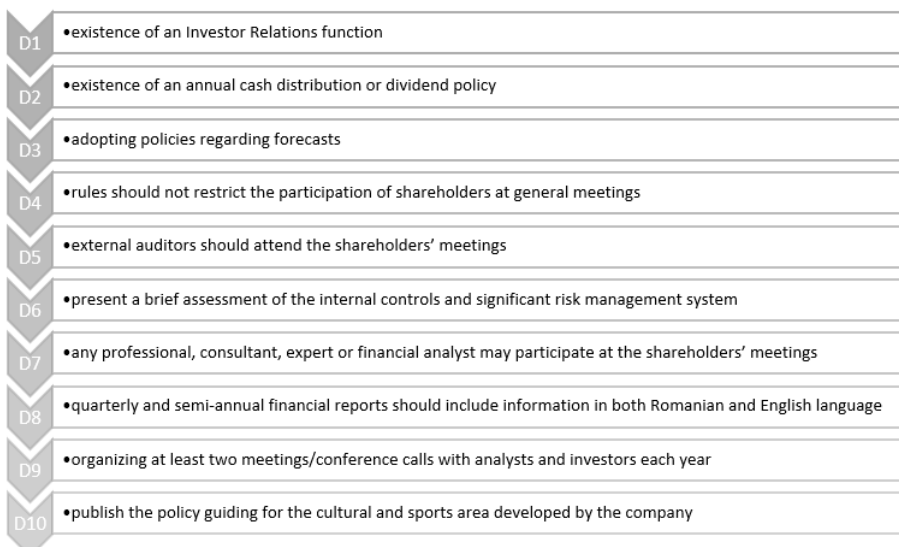 D1
•existence of an Investor Relations function
D2
•existence of an annual cash distribution or dividend policy
D3
•adopting policies regarding forecasts
D4
•rules should not restrict the participation of shareholders at general meetings
D5
•external auditors should attend the shareholders’ meetings
D6
•present a brief assessment of the internal controls and significant risk management system
D7
•any professional, consultant, expert or financial analyst may participate at the shareholders’ meetings
D8
•quarterly and semi-annual financial reports should include information in both Romanian and English language
D9
•organizing at least two meetings/conference calls with analysts and investors each year
D10
•publish the policy guiding for the cultural and sports area developed by the company